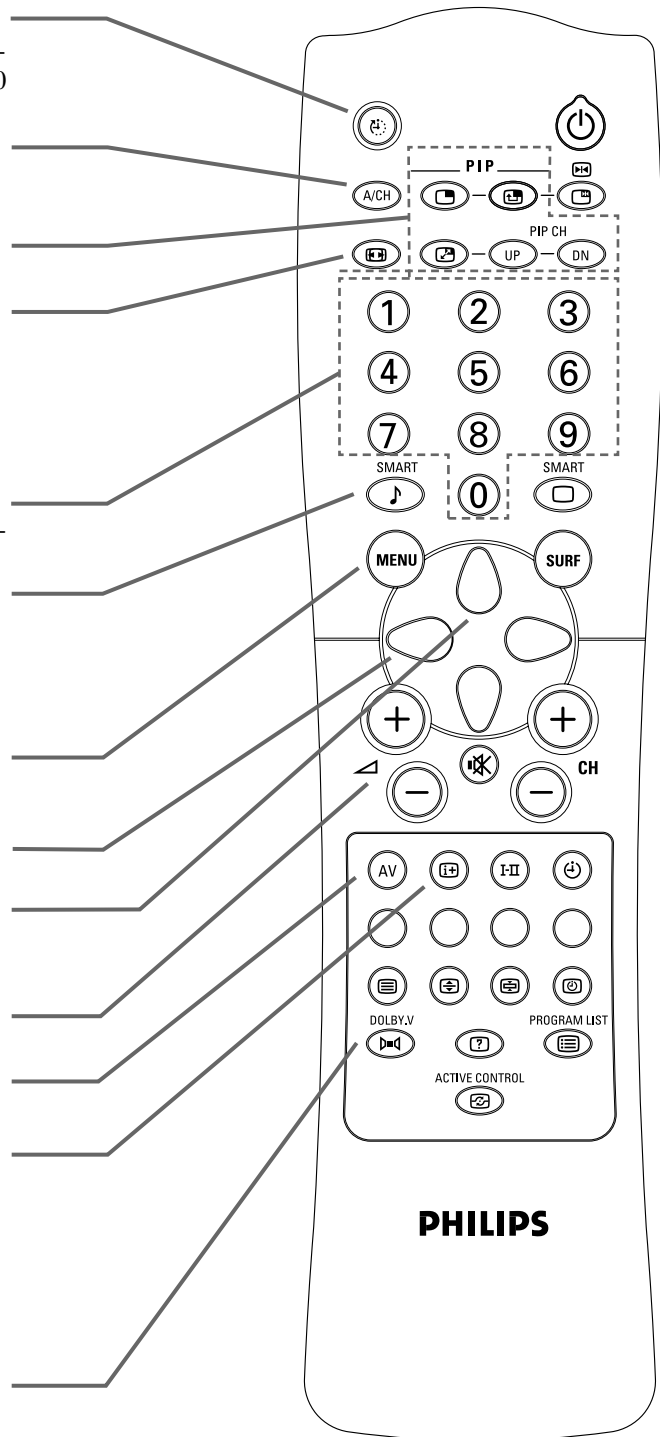 -
0
PIP
A/CH
PIP CH
UP DN
1 2 3
4 5 6
7 8 9
SMART SMART
0
-
MENU SURF
+ +
CH
− −
AV i+ I-II
DOLBY.V PROGRAM LIST
?
ACTIVE CONTROL
PHILIPS